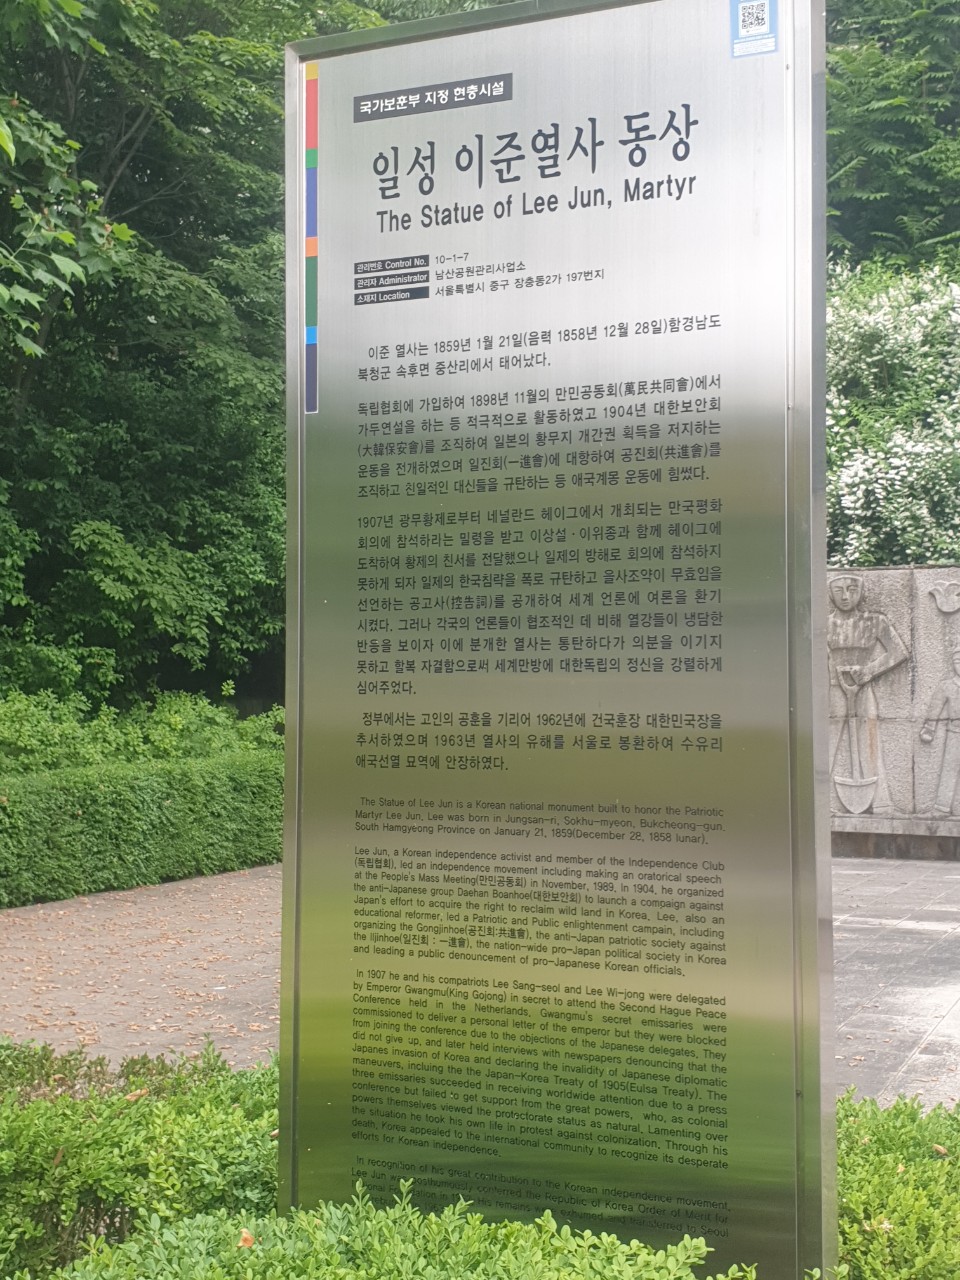 국가보훈부 지정 현충시설
일성 이준열사 동상
The Statue of Lee Jun, Martyr
관리번호 Control No. 10-1-7
관리자 Administrator 남산공원관리사업소
소재지 Location 서울특별시 중구 장충동2가 197번지
이준 열사는 1859년 1월 21일(음력 1858년 12월 28일)함경남도
북청군 속후면 중산리에서 태어났다.
독립협회에 가입하여 1898년 11월의 만민공동회(萬民共同會)에서
가두연설을 하는 등 적극적으로 활동하였고 1904년 대한보안회
(大韓保安會)를 조직하여 일본의 황무지 개간권 획득을 저지하는
운동을 전개하였으며 일진회(一進會)에 대항하여 공진회(共進會)를
조직하고 친일적인 대신들을 규탄하는 등 애국계몽 운동에 힘썼다.
1907년 광무황제로부터 네널란드 헤이그에서 개최되는 만국평화
회의에 참석하라는 밀령을 받고 이상설·이위종과 함께 헤이그에
도착하여 황제의 친서를 전달했으나 일제의 방해로 회의에 참석하지
못하게 되자 일제의 한국침략을 폭로 규탄하고 을사조약이 무효임을
선언하는 공고사(控告詞)를 공개하여 세계 언론에 여론을 환기
시켰다. 그러나 각국의 언론들이 협조적인 데 비해 열강들이 냉담한
반응을 보이자 이에 분개한 열사는 통탄하다가 의분을 이기지
못하고 할복 자결함으로써 세계만방에 대한독립의 정신을 강렬하게
심어주었다.
정부에서는 고인의 공훈을 기리어 1962년에 건국훈장 대한민국장을
추서하였으며 1963년 열사의 유해를 서울로 봉환하여 수유리
애국선열 묘역에 안장하였다.
The Statue of Lee Jun is a Korean national monument built to honor the Patriotic
Martyr Lee Jun. Lee was born in Jungsan-ri, Sokhu-myeon, Bukcheong-gun,
South Hamgyeong Province on January 21, 1859(December 28, 1858 lunar).
Lee Jun, a Korean independence activist and member of the Independence Club
(독립협회), led an independence movement including making an oratorical speech
at the People's Mass Meeting(만민공동회) in November, 1989. In 1904, he organized
the anti-Japanese group Daehan Boanhoe(대한보안회) to launch a campaign against
Japan's effort to acquire the right to reclaim wild land in Korea. Lee, also an
educational reformer, led a Patriotic and Public enlightenment campain, including
organizing the Gongjinhoe(공진회:共進會), the anti-Japan patriotic society against
the Iljinhoe(일진회 : 一進會), the nation-wide pro-Japan political society in Korea
and leading a public denouncement of pro-Japanese Korean officials.
In 1907 he and his compatriots Lee Sang-seol and Lee Wi-jong were delegated
by Emperor Gwangmu(King Gojong) in secret to attend the Second Hague Peace
Conference held in the Netherlands. Gwangmu's secret emissaries were
commissioned to deliver a personal letter of the emperor but they were blocked
from joining the conference due to the objections of the Jopanese delegates. They
did not give up, and later held interviews with newspapers denouncing that the
Japanes invasion of Korea and declaring the invalidity of Japanese diplomatic
maneuvers, incluing the the Japan-Korea Treaty of 1905(Eulsa Treaty). The
three emissaries succeeded in receiving worldwide attention due to a press
conference but failed to get support from the great powers, who, as colonial
powers themselves viewed the protectorate status as natural. Lamenting over
the situation he took his own life in protest against colonization. Through his
death, Korea appealed to the international community to recognize its desperate
efforts for Korean independence.
In recognition of his great contribution to the Korean independence movement,
Lee Jun was posthumously conferred the Republic of Korea Order of Merit for
Foundation in His remains were exhumed and transferred to Seoul